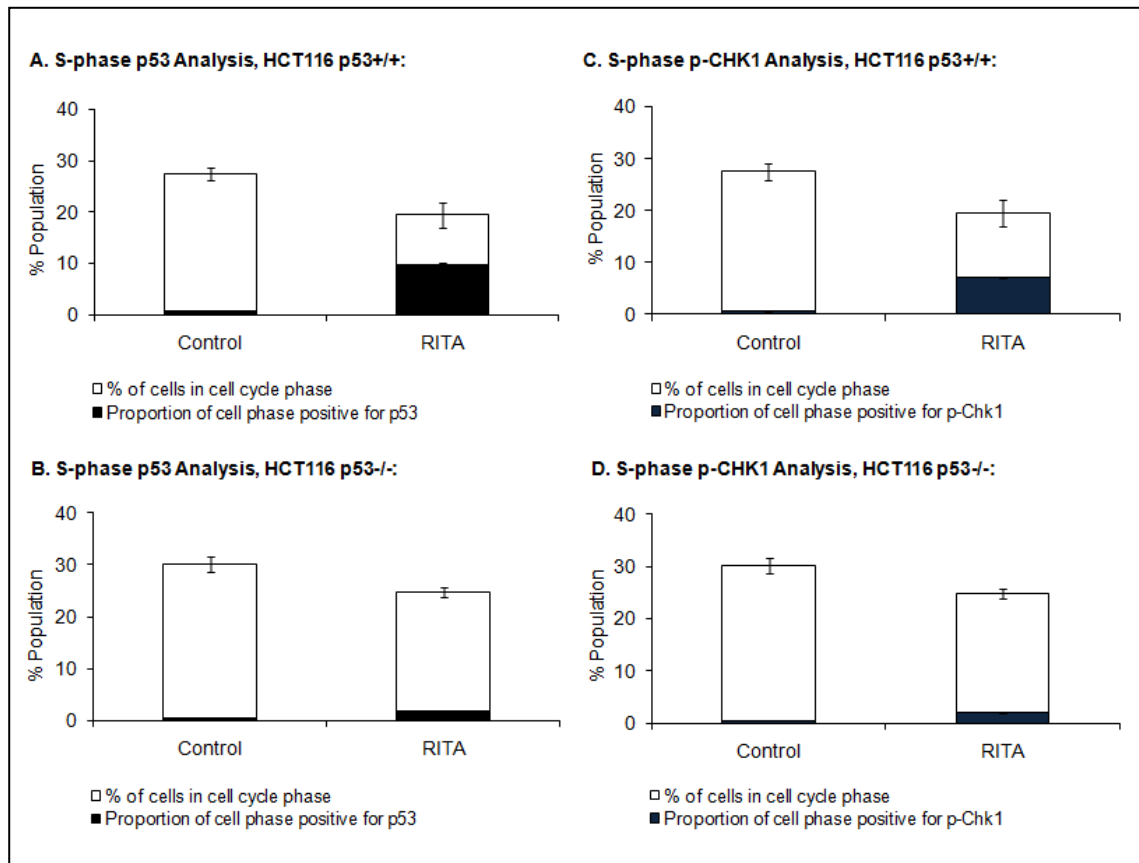 A. S-phase p53 Analysis, HCT116 p53+/+:
% Population
40
30
20
10
0
Control
RITA
% of cells in cell cycle phase
Proportion of cell phase positive for p53
B. S-phase p53 Analysis, HCT116 p53-/-:
% Population
40
30
20
10
0
Control
RITA
% of cells in cell cycle phase
Proportion of cell phase positive for p53
C. S-phase p-CHK1 Analysis, HCT116 p53+/+:
% Population
40
30
20
10
0
Control
RITA
% of cells in cell cycle phase
Proportion of cell phase positive for p-Chk1
D. S-phase p-CHK1 Analysis, HCT116 p53-/-:
% Population
40
30
20
10
0
Control
RITA
% of cells in cell cycle phase
Proportion of cell phase positive for p-Chk1